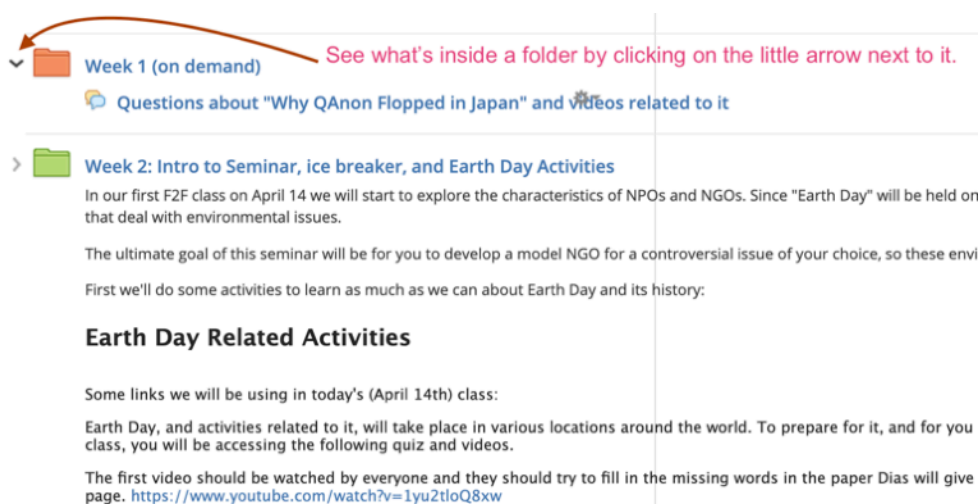 See what's inside a folder by clicking on the little arrow next to it.
Week 1 (on demand)
Questions about "Why QAnon Flopped in Japan" and videos related to it
Week 2: Intro to Seminar, ice breaker, and Earth Day Activities
In our first F2F class on April 14 we will start to explore the characteristics of NPOs and NGOs. Since "Earth Day" will be held on
that deal with environmental issues.
The ultimate goal of this seminar will be for you to develop a model NGO for a controversial issue of your choice, so these envi
First we'll do some activities to learn as much as we can about Earth Day and its history:
Earth Day Related Activities
Some links we will be using in today's (April 14th) class:
Earth Day, and activities related to it, will take place in various locations around the world. To prepare for it, and for you
class, you will be accessing the following quiz and videos.
The first video should be watched by everyone and they should try to fill in the missing words in the paper Dias will give
page. https://www.youtube.com/watch?v=1yu2tloQ8xw